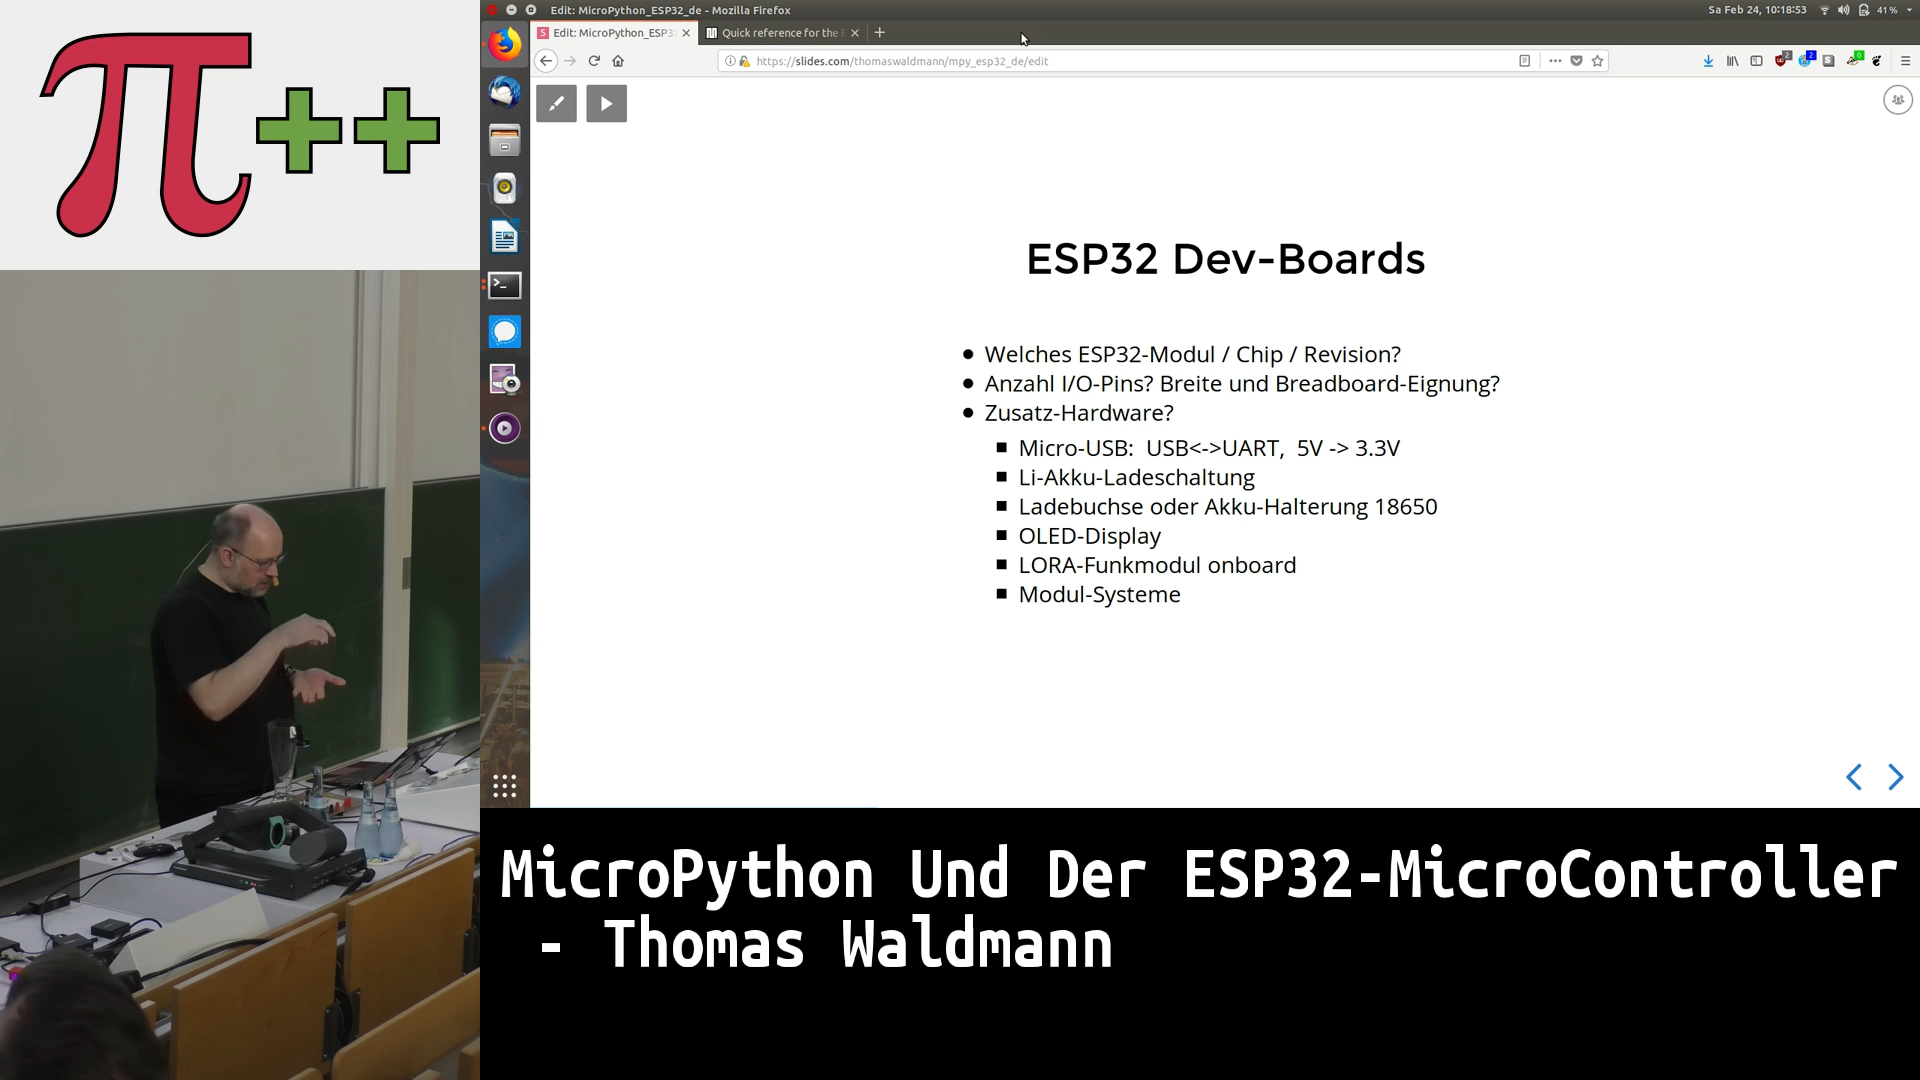 π++
Edit: MicroPython_ESP32_de - Mozilla Firefox
Sa Feb 24, 10:18:53
41%
Edit: MicroPython_ESP3
Quick reference for the
https://slides.com/thomaswaldmann/mpy_esp32_de/edit
ESP32 Dev-Boards
● Welches ESP32-Modul / Chip / Revision?
● Anzahl I/O-Pins? Breite und Breadboard-Eignung?
● Zusatz-Hardware?
■ Micro-USB: USB<->UART, 5V -> 3.3V
■ Li-Akku-Ladeschaltung
■ Ladebuchse oder Akku-Halterung 18650
■ OLED-Display
■ LORA-Funkmodul onboard
■ Modul-Systeme
MicroPython Und Der ESP32-MicroController
- Thomas Waldmann